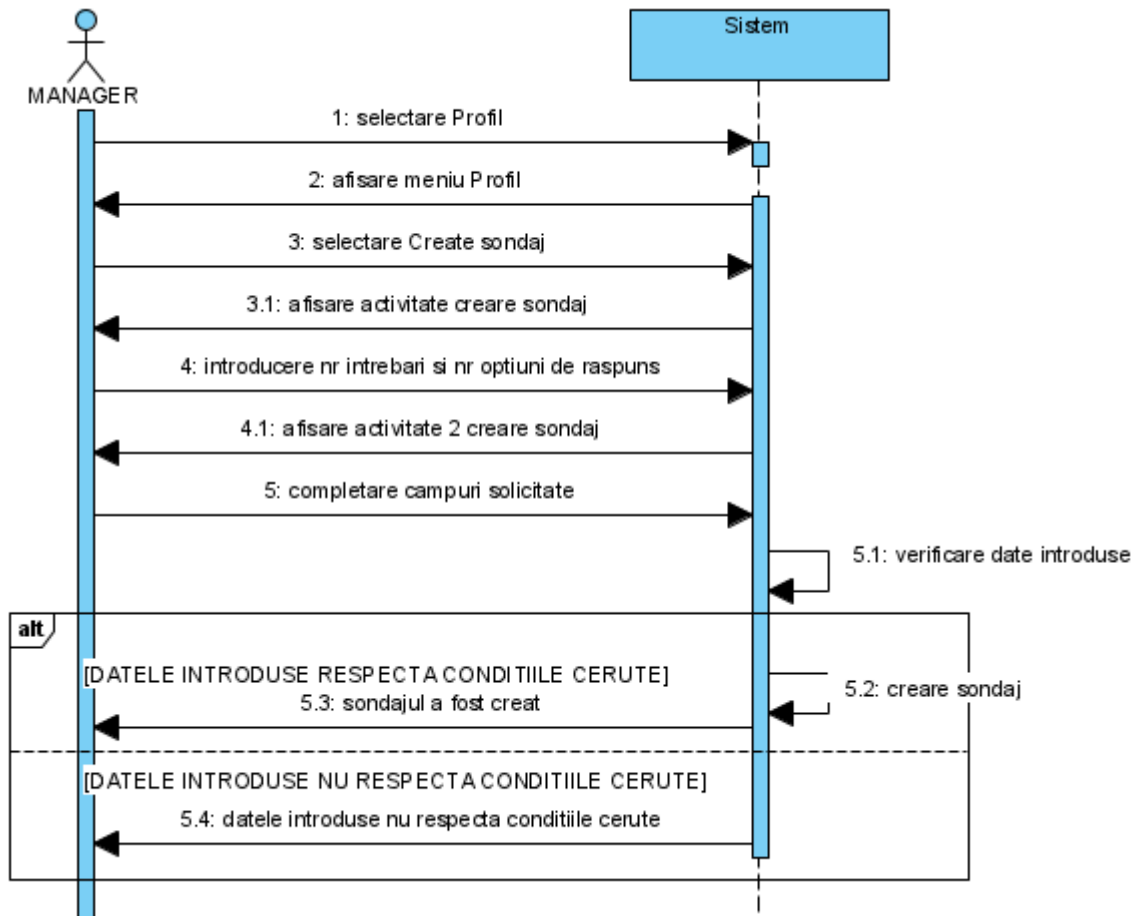 Sistem
MANAGER
1: selectare Profil
2: afisare meniu Profil
3: selectare Create sondaj
3.1: afisare activitate creare sondaj
4: introducere nr intrebari si nr optiuni de raspuns
4.1: afisare activitate 2 creare sondaj
5: completare campuri solicitate
5.1: verificare date introduse
alt
[DATELE INTRODUSE RESPECTA CONDITIILE CERUTE]
5.2: creare sondaj
5.3: sondajul a fost creat
[DATELE INTRODUSE NU RESPECTA CONDITIILE CERUTE]
5.4: datele introduse nu respecta conditiile cerute